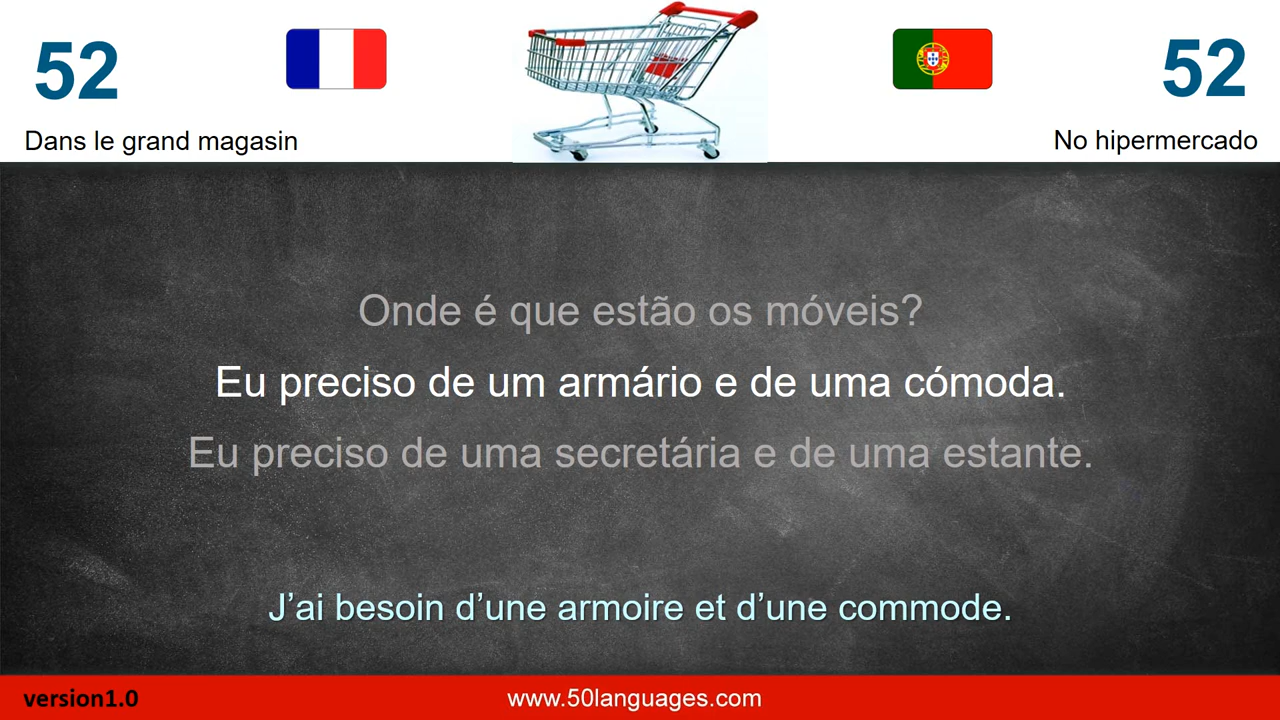 52
52
Dans le grand magasin
No hipermercado
Onde é que estão os móveis?
Eu preciso de um armário e de uma cómoda.
Eu preciso de uma secretária e de uma estante.
J’ai besoin d’une armoire et d’une commode.
version1.0
www.50languages.com